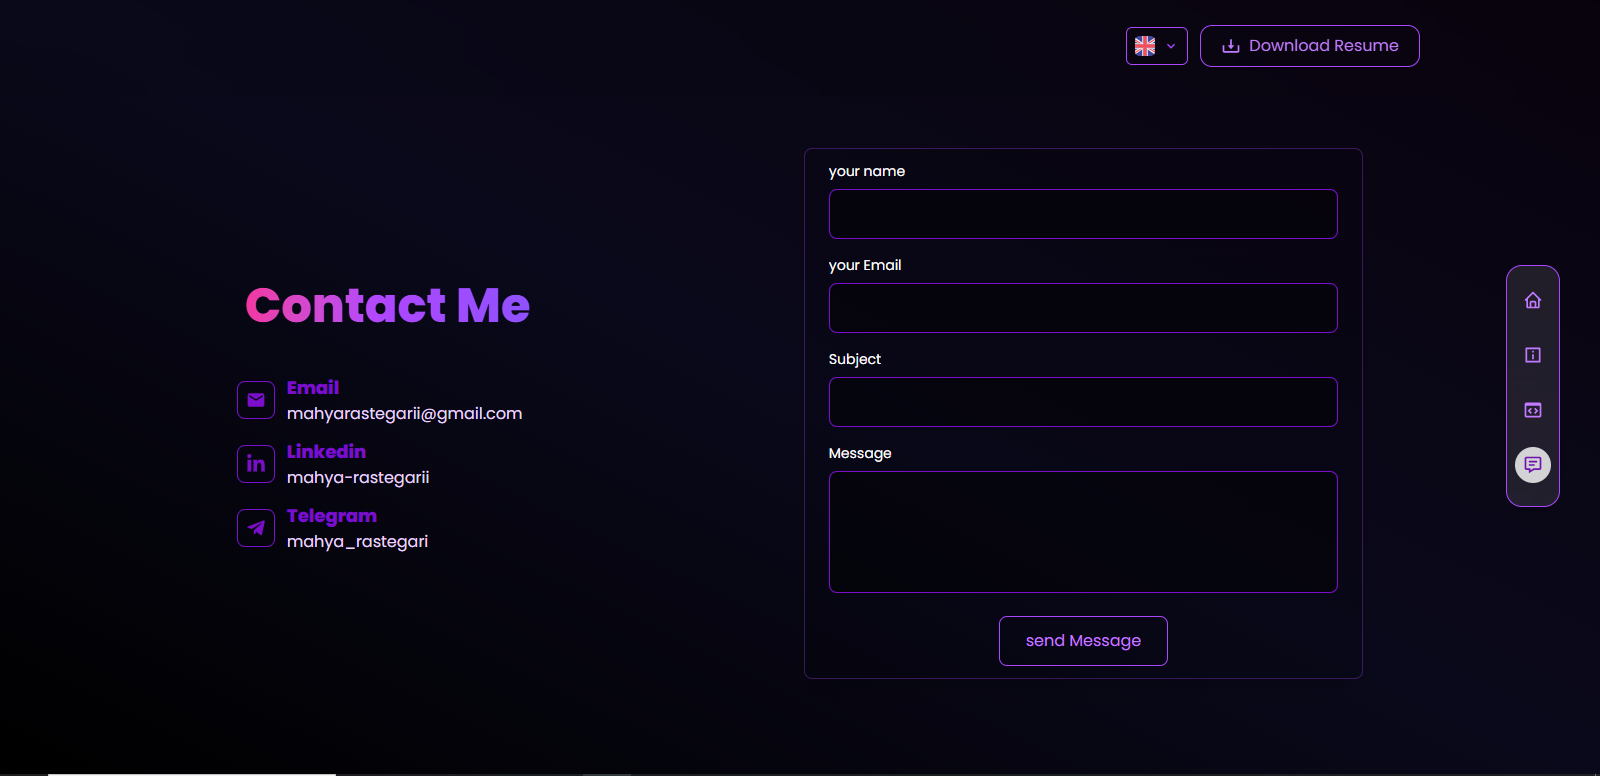 Download Resume
Contact Me
Email
mahyarastegarii@gmail.com
Linkedin
mahya-rastegarii
Telegram
mahya_rastegari
your name
your Email
Subject
Message
send Message